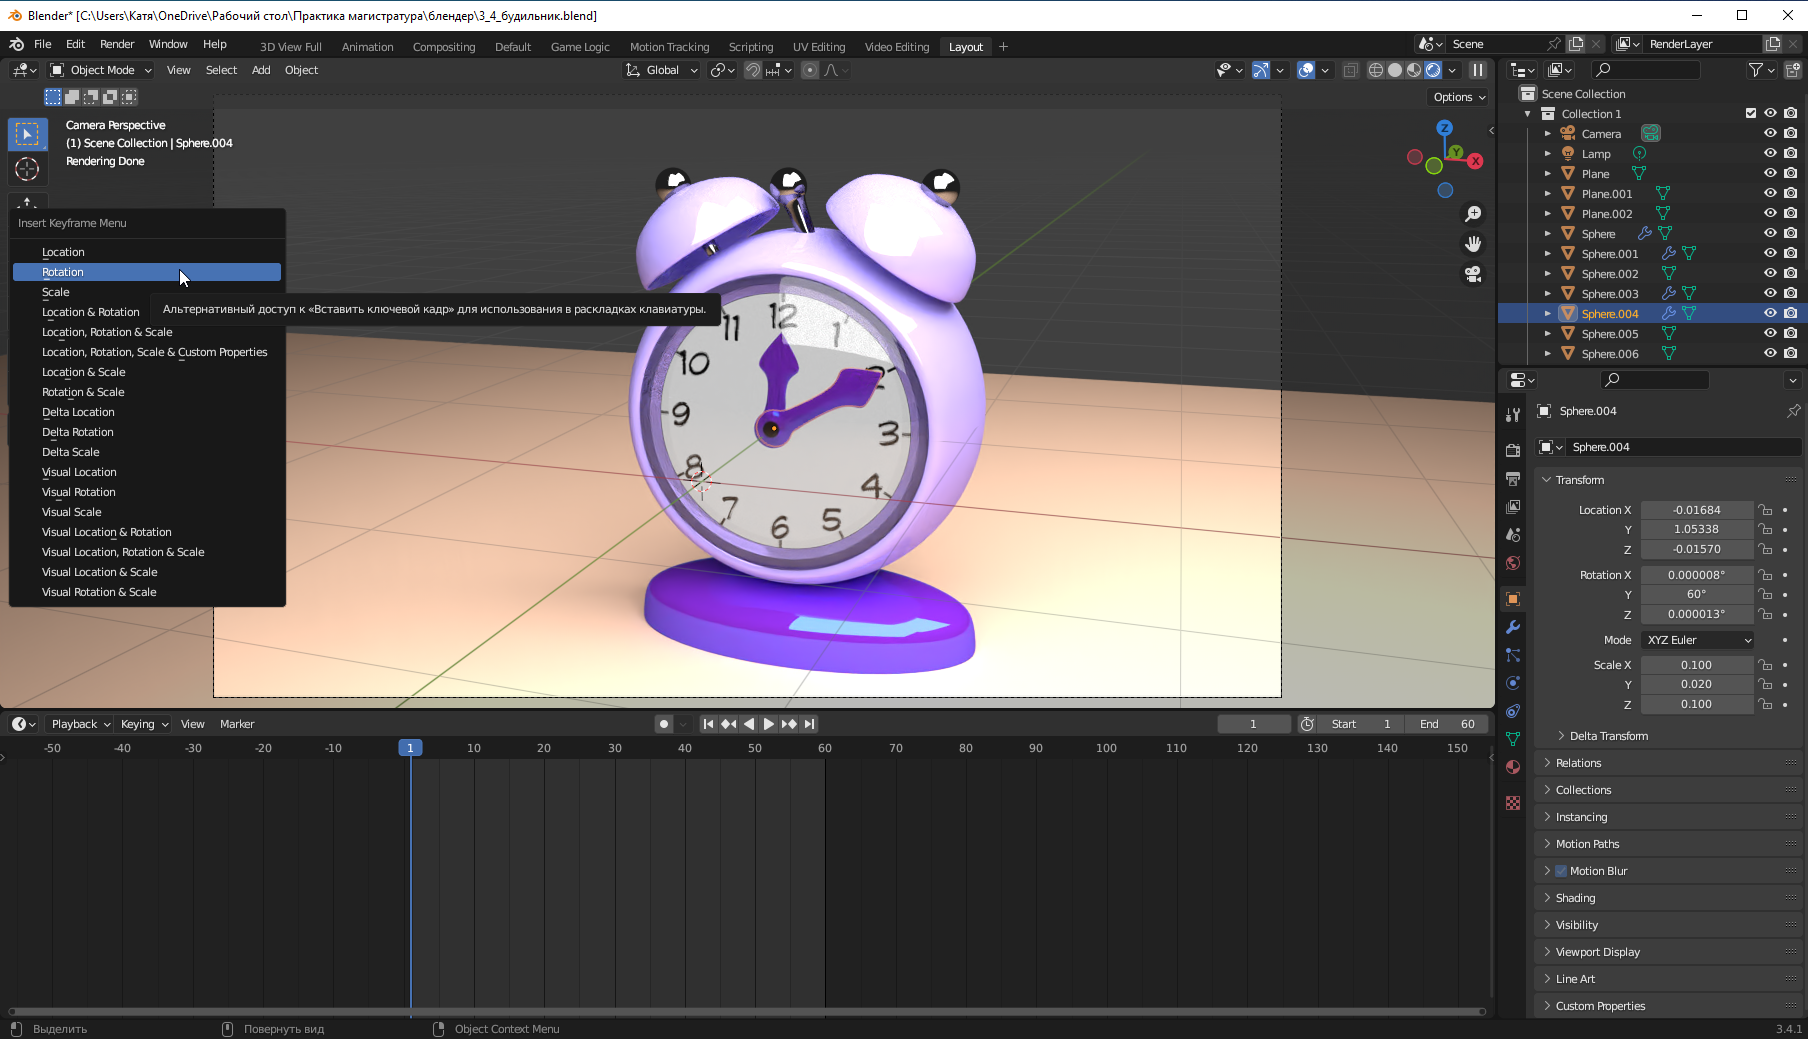 Blender* [C:\Users\Катя\OneDrive\Рабочий стол\Практика магистратура\блендер\3_4_будильник.blend]
File Edit Render Window Help 3D View Full Animation Compositing Default Game Logic Motion Tracking Scripting UV Editing Video Editing Layout Scene RenderLayer
Object Mode View Select Add Object Global
Options
Camera Perspective
(1) Scene Collection | Sphere.004
Rendering Done
Z
Y
X
Insert Keyframe Menu
Location
Rotation
Scale
Location & Rotation
Location, Rotation & Scale
Location, Rotation, Scale & Custom Properties
Location & Scale
Rotation & Scale
Delta Location
Delta Rotation
Delta Scale
Visual Location
Visual Rotation
Visual Scale
Visual Location & Rotation
Visual Location, Rotation & Scale
Visual Location & Scale
Visual Rotation & Scale
Альтернативный доступ к «Вставить ключевой кадр» для использования в раскладках клавиатуры.
12
1
2
3
4
5
6
7
8
9
10
11
Scene Collection
Collection 1
Camera
Lamp
Plane
Plane.001
Plane.002
Sphere
Sphere.001
Sphere.002
Sphere.003
Sphere.004
Sphere.005
Sphere.006
Sphere.004
Sphere.004
Transform
Location X -0.01684
Y 1.05338
Z -0.01570
Rotation X 0.000008°
Y 60°
Z 0.000013°
Mode XYZ Euler
Scale X 0.100
Y 0.020
Z 0.100
Delta Transform
Relations
Collections
Instancing
Motion Paths
Motion Blur
Shading
Visibility
Viewport Display
Line Art
Custom Properties
Playback Keying View Marker 1 Start 1 End 60
-50 -40 -30 -20 -10 1 10 20 30 40 50 60 70 80 90 100 110 120 130 140 150
Выделить Повернуть вид Object Context Menu 3.4.1